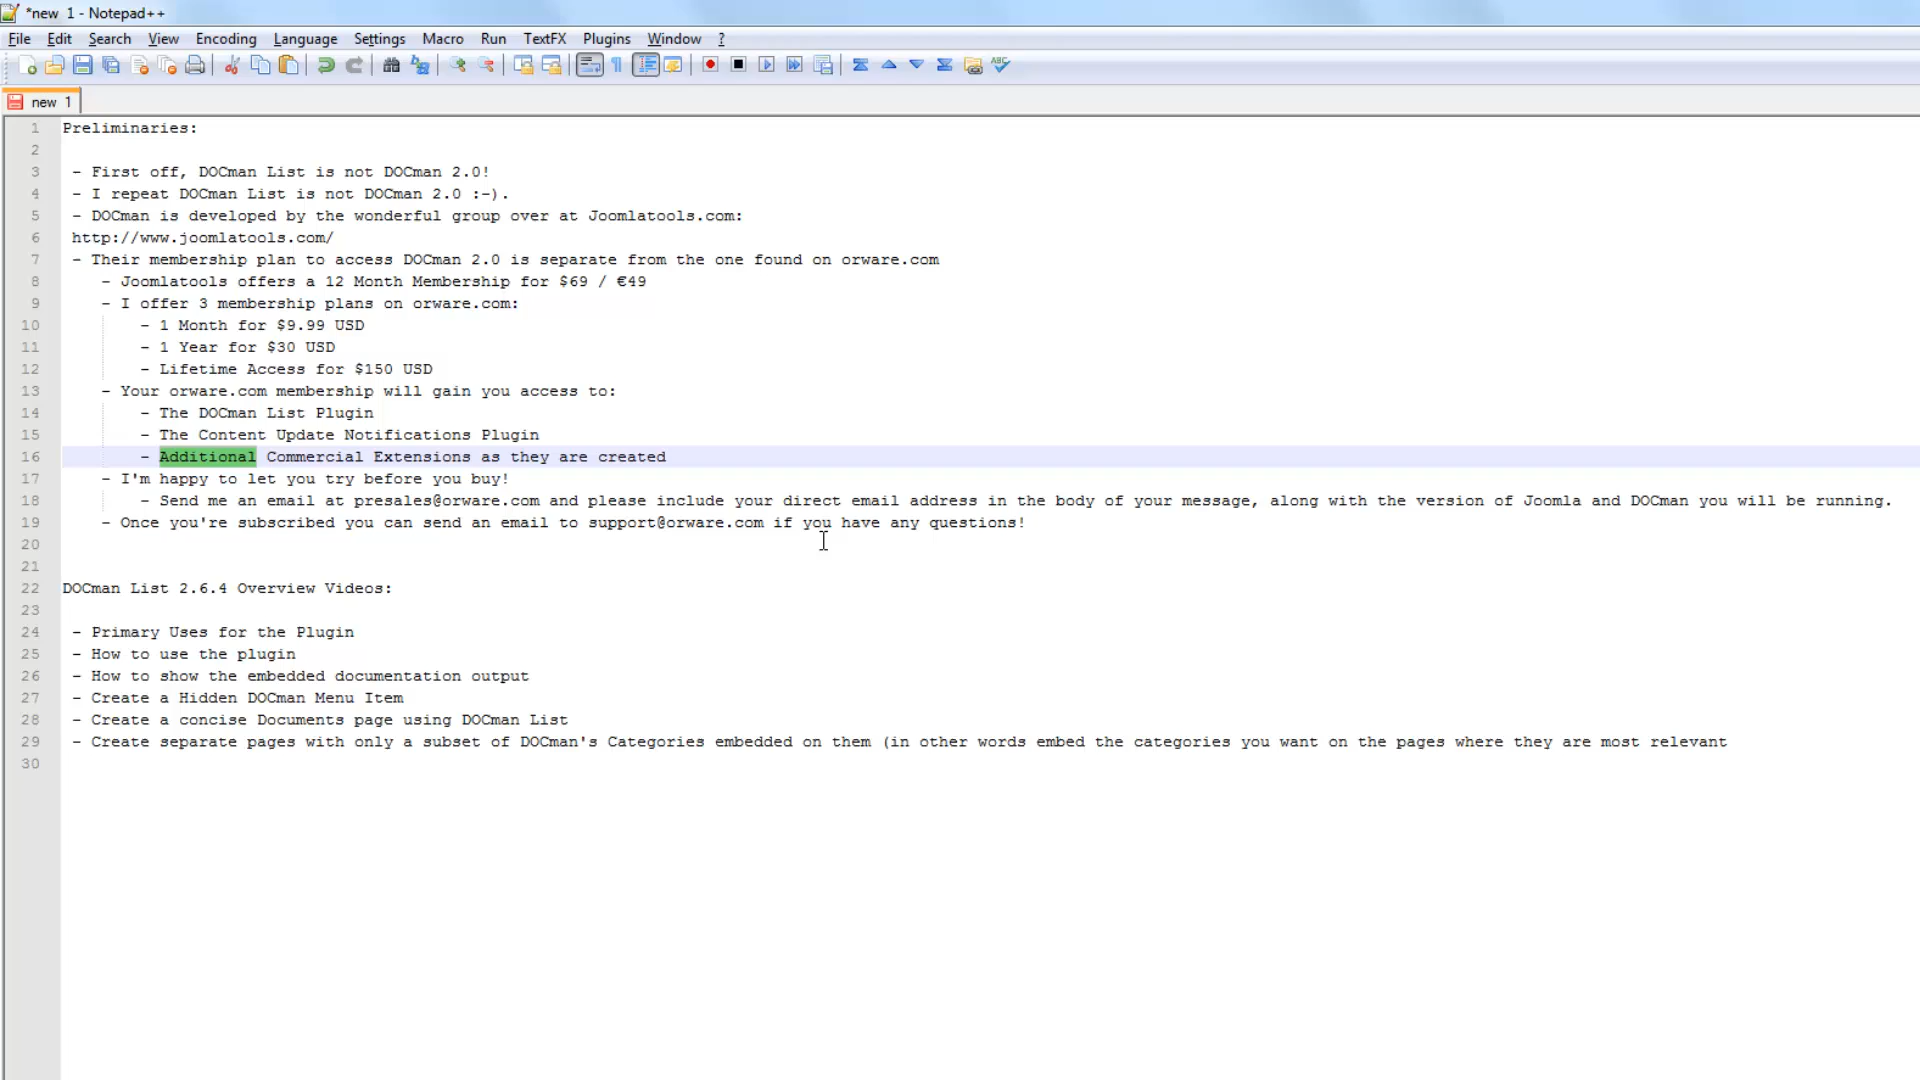 *new  1 - Notepad++
File Edit Search View Encoding Language Settings Macro Run TextFX Plugins Window ?
new 1
1 Preliminaries:
2
3 - First off, DOCman List is not DOCman 2.0!
4 - I repeat DOCman List is not DOCman 2.0 :-).
5 - DOCman is developed by the wonderful group over at Joomlatools.com:
6 http://www.joomlatools.com/
7 - Their membership plan to access DOCman 2.0 is separate from the one found on orware.com
8 - Joomlatools offers a 12 Month Membership for $69 / €49
9 - I offer 3 membership plans on orware.com:
10 - 1 Month for $9.99 USD
11 - 1 Year for $30 USD
12 - Lifetime Access for $150 USD
13 - Your orware.com membership will gain you access to:
14 - The DOCman List Plugin
15 - The Content Update Notifications Plugin
16 - Additional Commercial Extensions as they are created
17 - I'm happy to let you try before you buy!
18 - Send me an email at presales@orware.com and please include your direct email address in the body of your message, along with the version of Joomla and DOCman you will be running.
19 - Once you're subscribed you can send an email to support@orware.com if you have any questions!
20
21
22 DOCman List 2.6.4 Overview Videos:
23
24 - Primary Uses for the Plugin
25 - How to use the plugin
26 - How to show the embedded documentation output
27 - Create a Hidden DOCman Menu Item
28 - Create a concise Documents page using DOCman List
29 - Create separate pages with only a subset of DOCman's Categories embedded on them (in other words embed the categories you want on the pages where they are most relevant
30